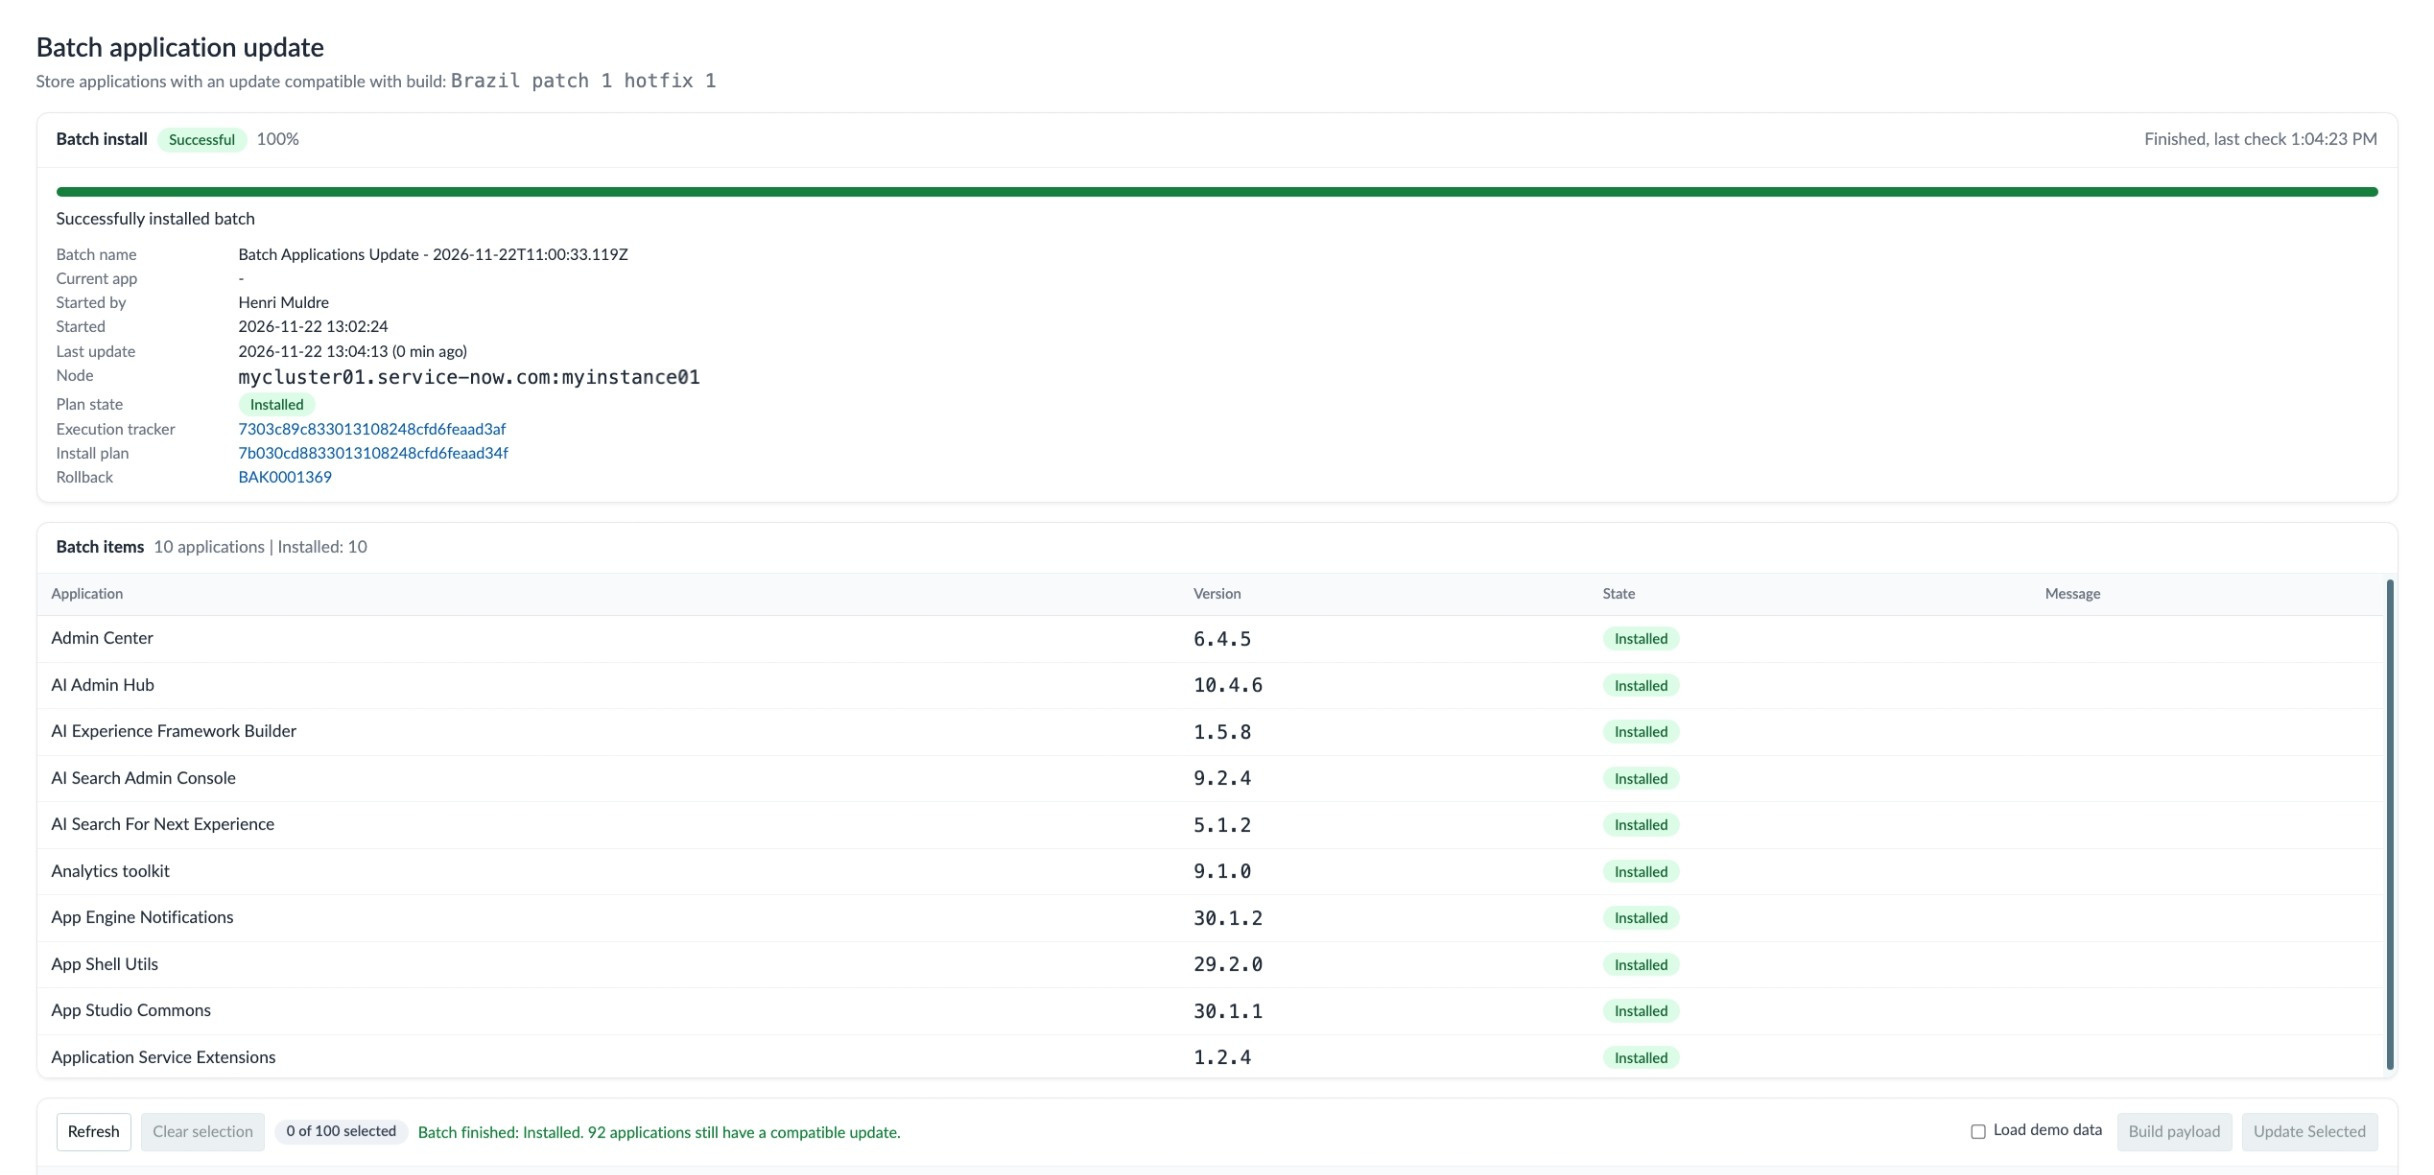 Batch application update
Store applications with an update compatible with build: Brazil patch 1 hotfix 1
Batch install Successful 100% Finished, last check 1:04:23 PM
Successfully installed batch
Batch name Batch Applications Update - 2026-11-22T11:00:33.119Z
Current app -
Started by Henri Muldre
Started 2026-11-22 13:02:24
Last update 2026-11-22 13:04:13 (0 min ago)
Node mycluster01.service-now.com:myinstance01
Plan state Installed
Execution tracker 7303c89c833013108248cfd6feaad3af
Install plan 7b030cd8833013108248cfd6feaad34f
Rollback BAK0001369
Batch items 10 applications | Installed: 10
Application Version State Message
Admin Center 6.4.5 Installed
AI Admin Hub 10.4.6 Installed
AI Experience Framework Builder 1.5.8 Installed
AI Search Admin Console 9.2.4 Installed
AI Search For Next Experience 5.1.2 Installed
Analytics toolkit 9.1.0 Installed
App Engine Notifications 30.1.2 Installed
App Shell Utils 29.2.0 Installed
App Studio Commons 30.1.1 Installed
Application Service Extensions 1.2.4 Installed
Refresh Clear selection 0 of 100 selected Batch finished: Installed. 92 applications still have a compatible update. Load demo data Build payload Update Selected